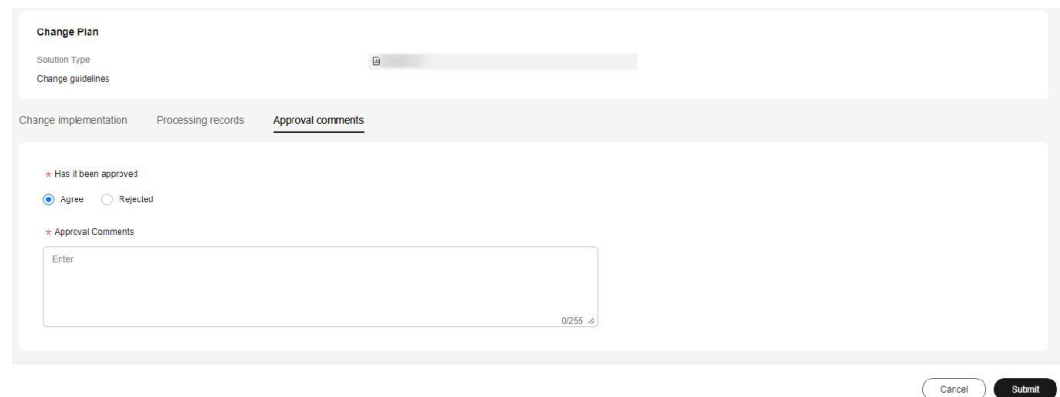 Change Plan
Solution Type
Change guidelines
Change implementation Processing records Approval comments
* Has it been approved
Agree Rejected
* Approval Comments
Enter
0/255
Cancel Submit